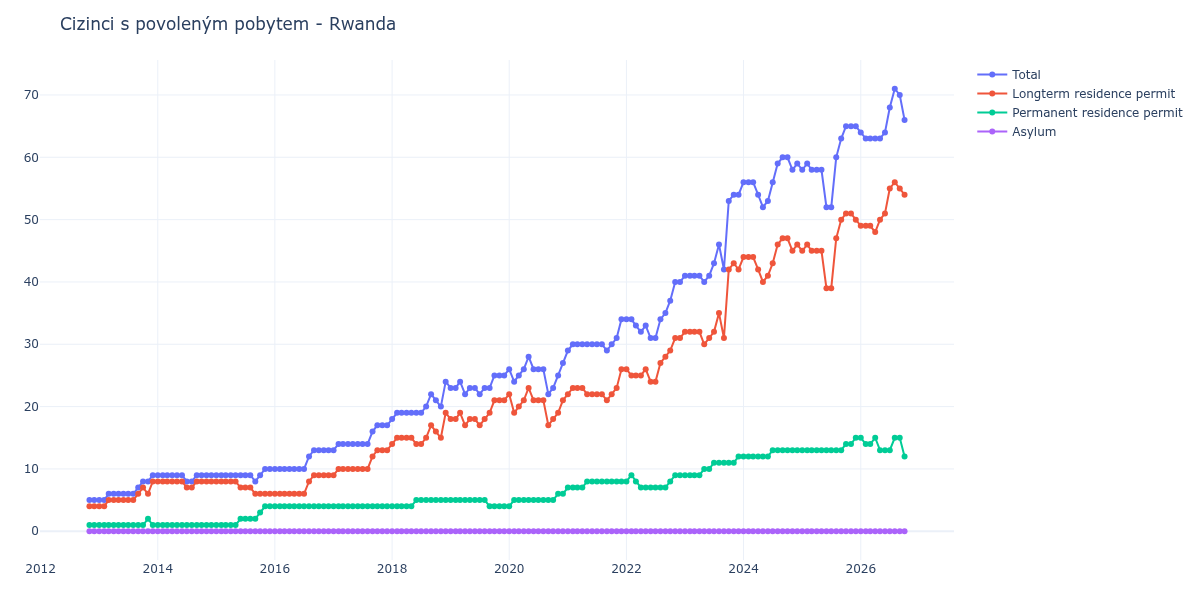 Cizinci s povoleným pobytem - Rwanda
Total
Longterm residence permit
Permanent residence permit
Asylum
70
60
50
40
30
20
10
0
2012 2014 2016 2018 2020 2022 2024 2026